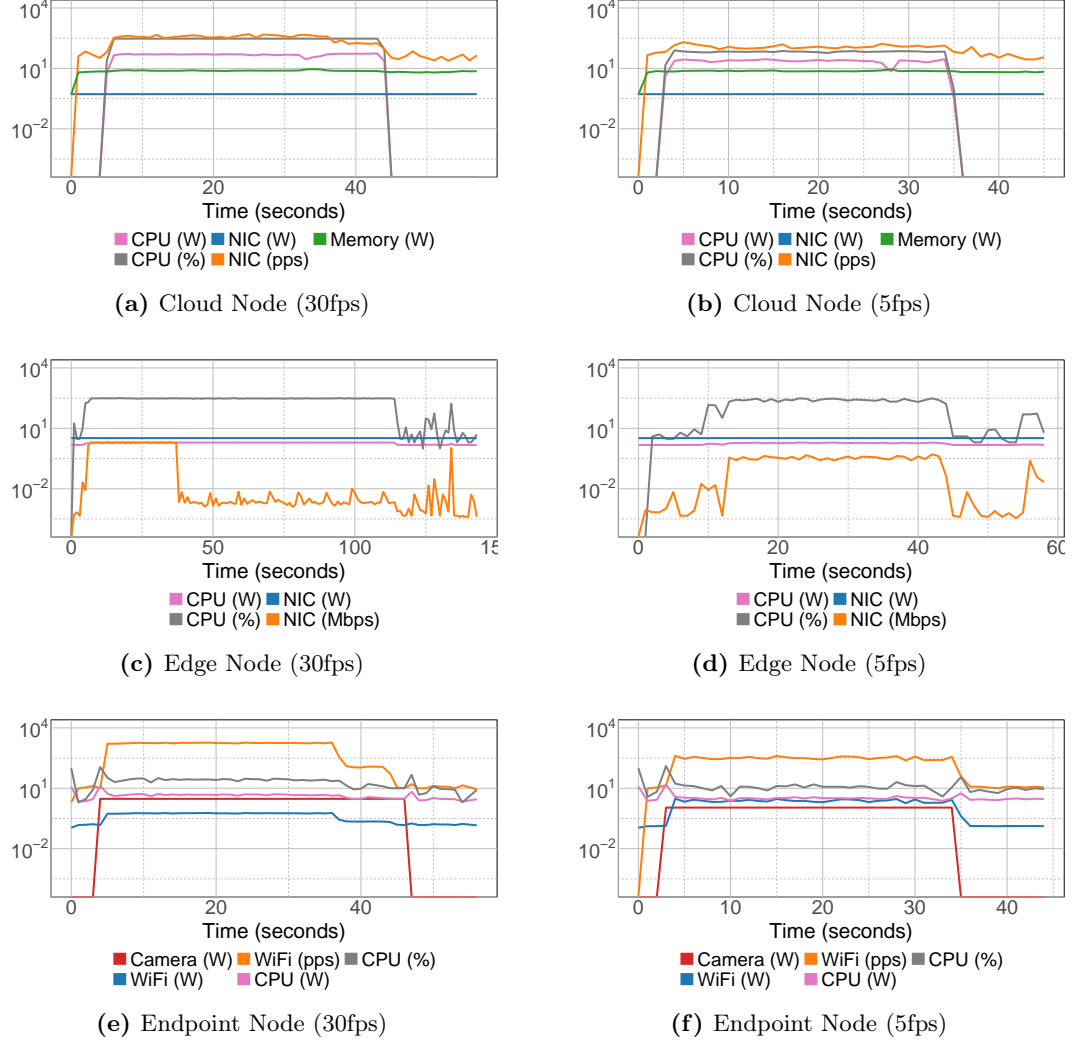 10^4
10^1
10^−2
0 20 40
Time (seconds)
CPU (W) NIC (W) Memory (W)
CPU (%) NIC (pps)
(a) Cloud Node (30fps)
10^4
10^1
10^−2
0 10 20 30 40
Time (seconds)
CPU (W) NIC (W) Memory (W)
CPU (%) NIC (pps)
(b) Cloud Node (5fps)
10^4
10^1
10^−2
0 50 100 15
Time (seconds)
CPU (W) NIC (W)
CPU (%) NIC (Mbps)
(c) Edge Node (30fps)
10^4
10^1
10^−2
0 20 40 60
Time (seconds)
CPU (W) NIC (W)
CPU (%) NIC (Mbps)
(d) Edge Node (5fps)
10^4
10^1
10^−2
0 20 40
Time (seconds)
Camera (W) WiFi (pps) CPU (%)
WiFi (W) CPU (W)
(e) Endpoint Node (30fps)
10^4
10^1
10^−2
0 20 40
Time (seconds)
Camera (W) WiFi (pps) CPU (%)
WiFi (W) CPU (W)
(f) Endpoint Node (5fps)